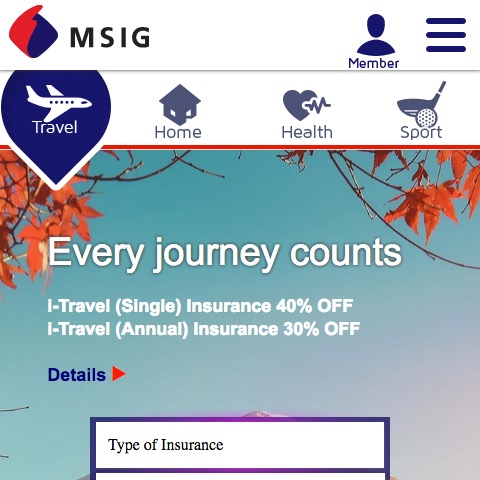 MSIG
Member
Travel
Home
Health
Sport
Every journey counts
i-Travel (Single) Insurance 40% OFF
i-Travel (Annual) Insurance 30% OFF
Details
Type of Insurance